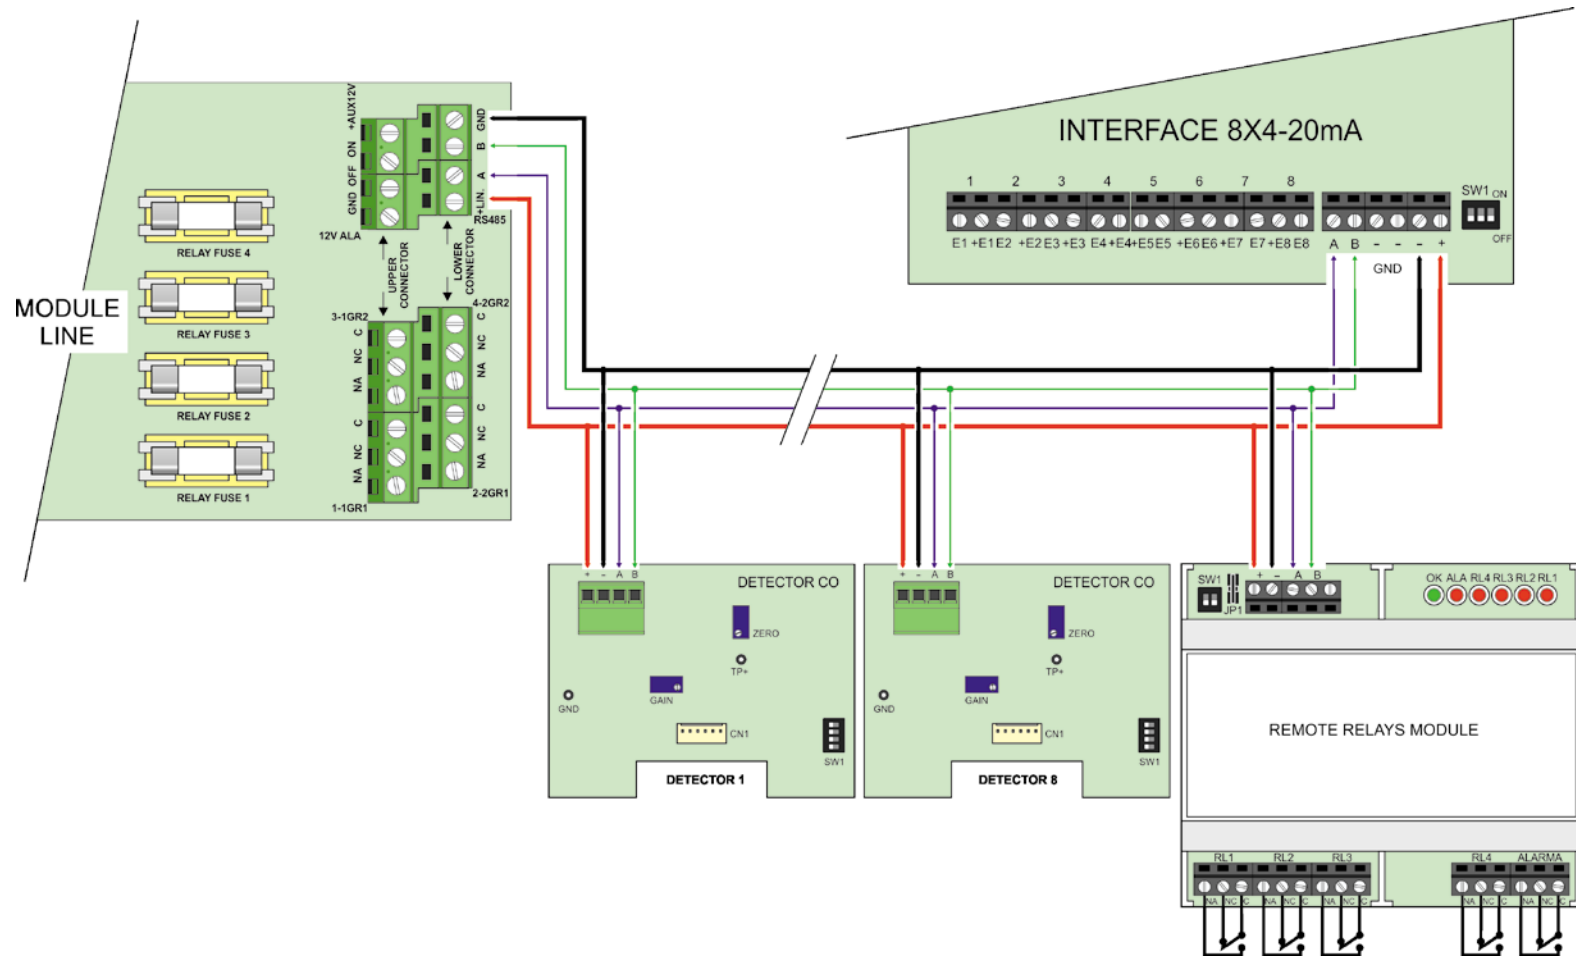 MODULE
LINE
RELAY FUSE 4
RELAY FUSE 3
RELAY FUSE 2
RELAY FUSE 1
+AUX12V
ON
OFF
GND
12V ALA
GND
B
A
+LIN.
RS485
UPPER
CONNECTOR
LOWER
CONNECTOR
3-1GR2
4-2GR2
C
NC
NA
C
NC
NA
C
NC
NA
C
NC
NA
1-1GR1
2-2GR1
INTERFACE 8X4-20mA
1 2 3 4 5 6 7 8
E1 +E1 E2 +E2 E3 +E3 E4 +E4 +E5 E5 +E6 E6 +E7 E7 +E8 E8
A B - - - +
GND
SW1 ON
OFF
+ - A B
DETECTOR CO
ZERO
TP+
GAIN
GND
CN1
SW1
DETECTOR 1
+ - A B
DETECTOR CO
ZERO
TP+
GAIN
GND
CN1
SW1
DETECTOR 8
+ - A B
SW1
JP1
OK ALA RL4 RL3 RL2 RL1
REMOTE RELAYS MODULE
RL1 RL2 RL3 RL4 ALARMA
NA NC C NA NC C NA NC C NA NC C NA NC C